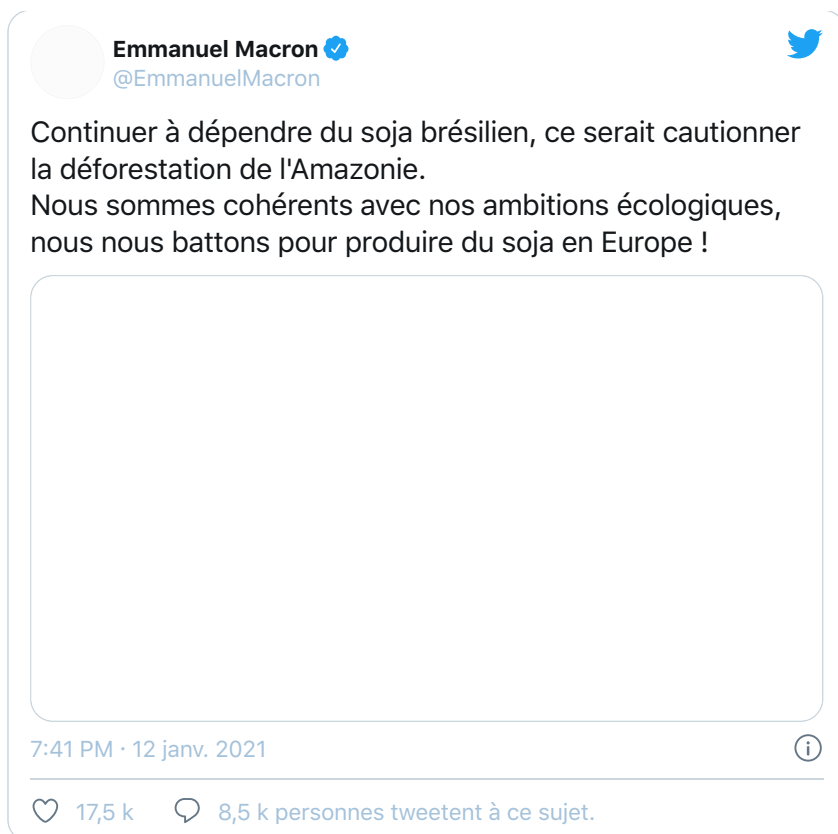 Emmanuel Macron
@EmmanuelMacron
Continuer à dépendre du soja brésilien, ce serait cautionner
la déforestation de l'Amazonie.
Nous sommes cohérents avec nos ambitions écologiques,
nous nous battons pour produire du soja en Europe !
7:41 PM · 12 janv. 2021
17,5 k 8,5 k personnes tweetent à ce sujet.